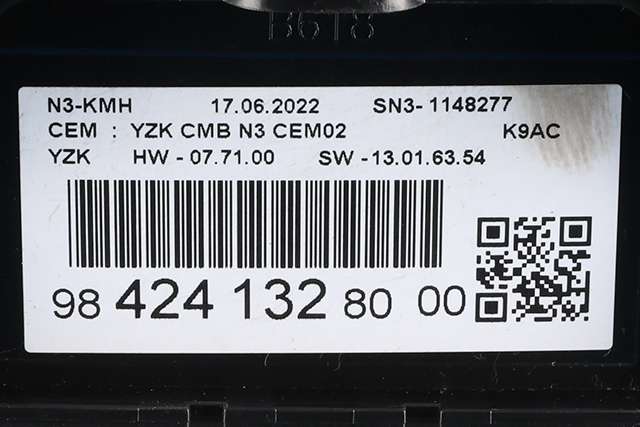 B618
N3-KMH 17.06.2022 SN3- 1148277
CEM : YZK CMB N3 CEM02 K9AC
YZK HW - 07.71.00 SW - 13.01.63.54
98 424 132 80 00